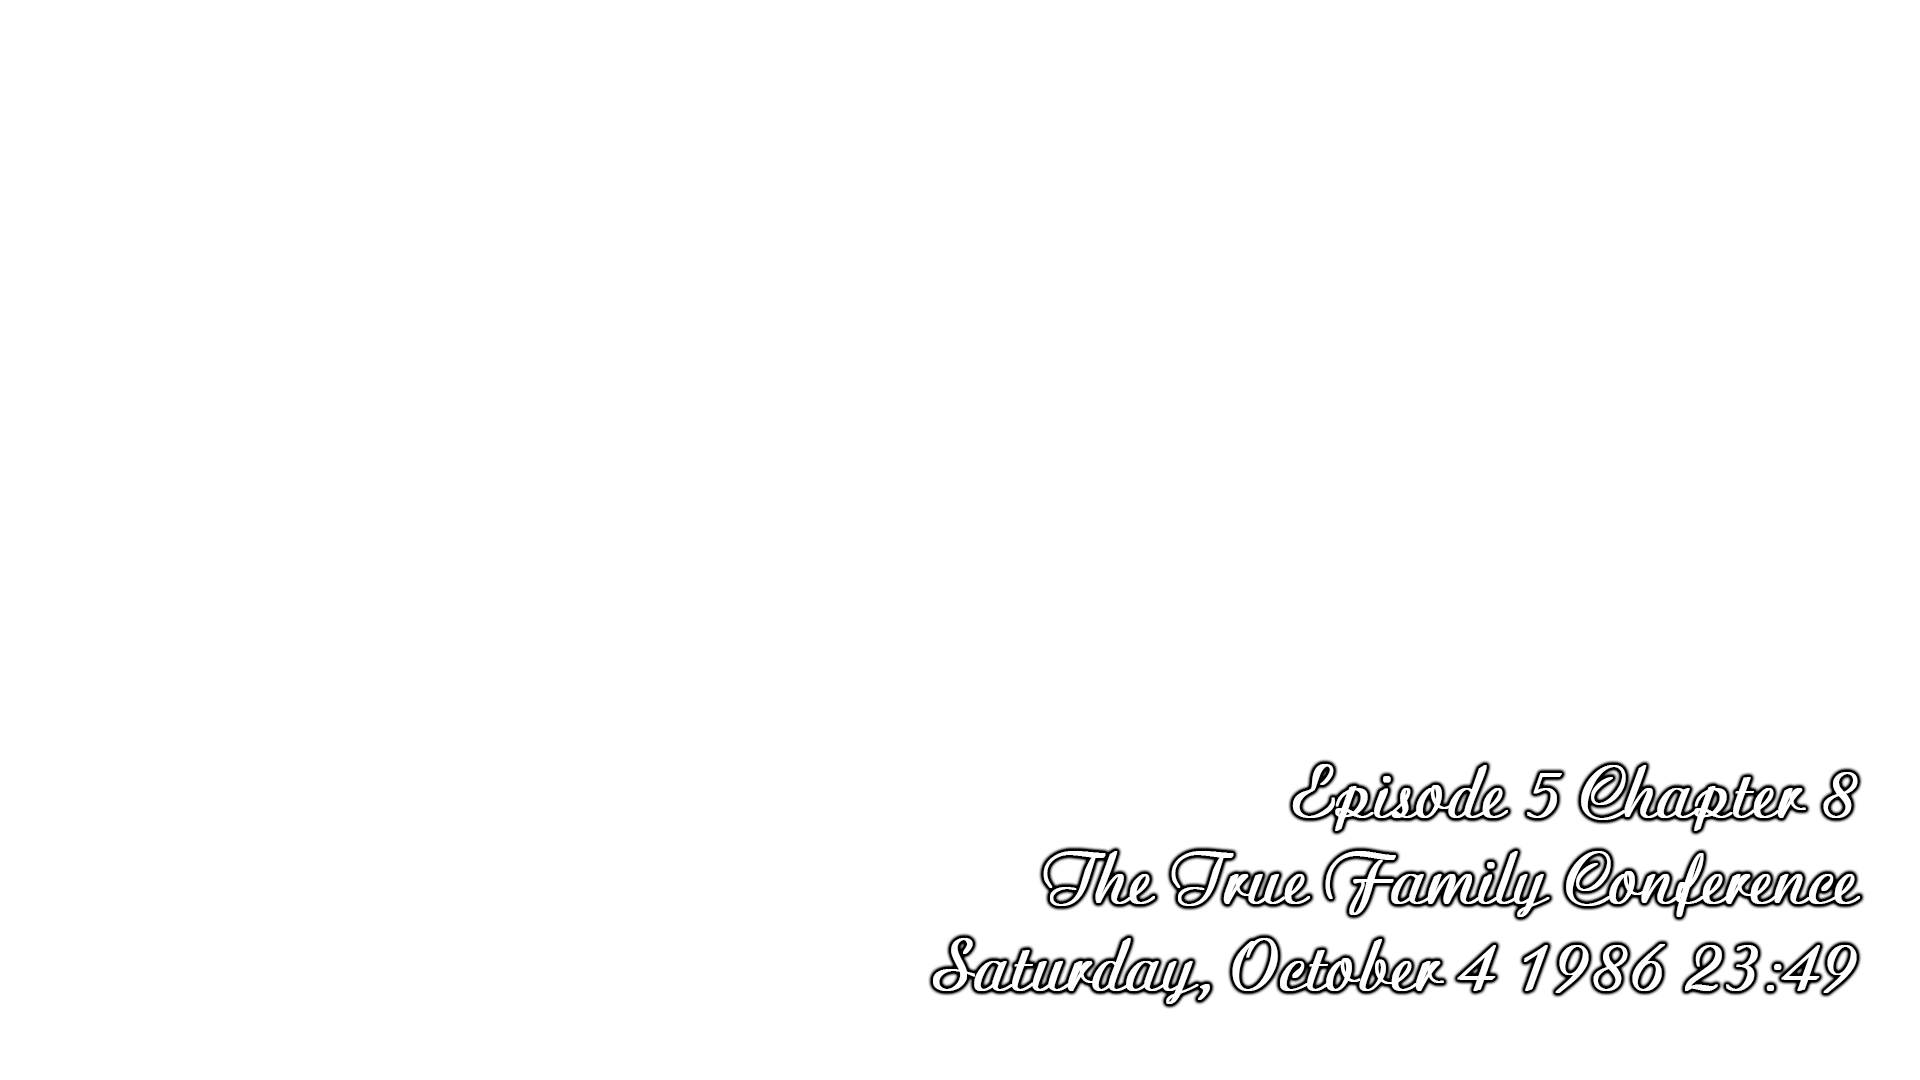 Episode 5 Chapter 8
The True Family Conference
Saturday, October 4 1986 23:49